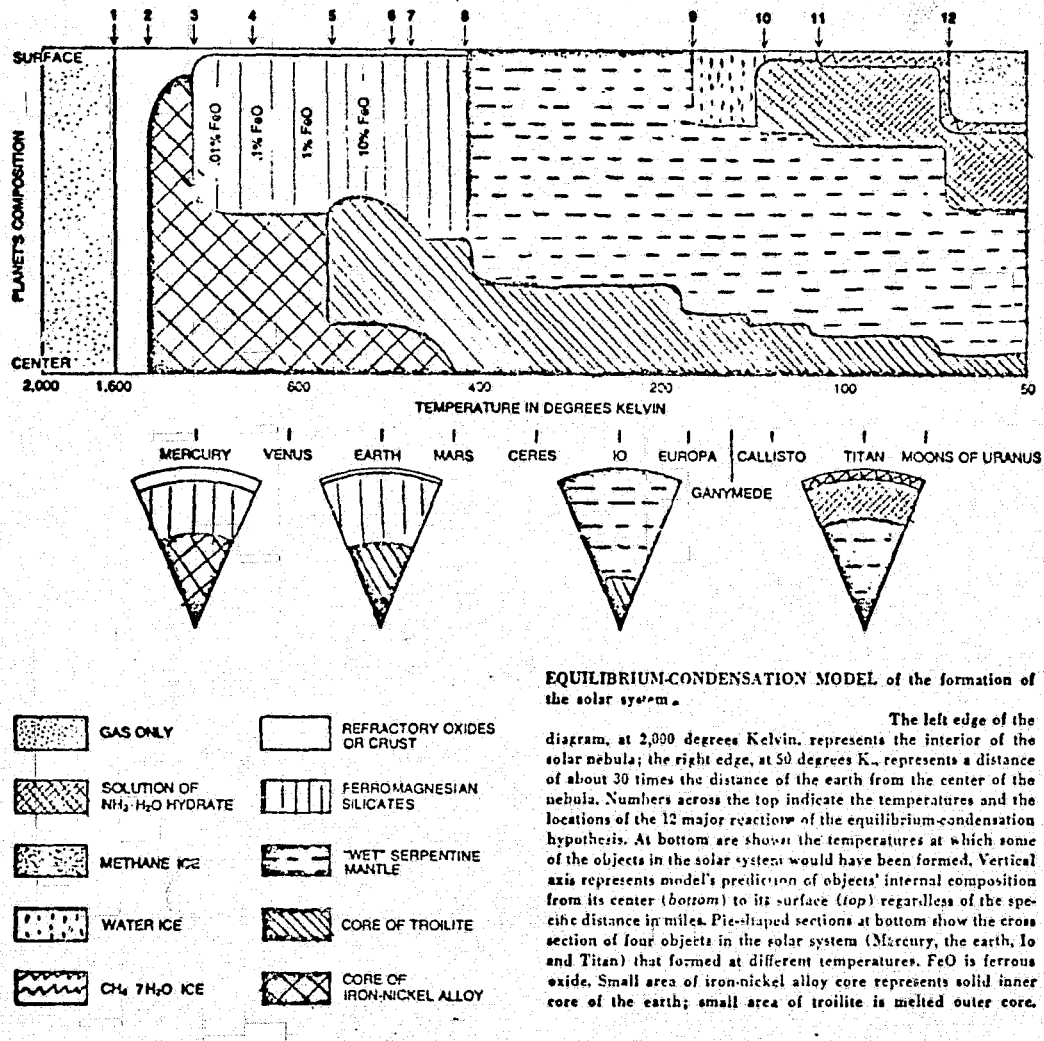 1 2 3 4 5 6 7 8 9 10 11 12
SURFACE
PLANET'S COMPOSITION
CENTER
.01% FeO
.1% FeO
1% FeO
10% FeO
2,000 1,600 600 400 200 100 50
TEMPERATURE IN DEGREES KELVIN
MERCURY VENUS EARTH MARS CERES IO EUROPA CALLISTO TITAN MOONS OF URANUS
GANYMEDE
GAS ONLY
SOLUTION OF
NH₃·H₂O HYDRATE
METHANE ICE
WATER ICE
CH₄ 7H₂O ICE
REFRACTORY OXIDES
OR CRUST
FERROMAGNESIAN
SILICATES
"WET" SERPENTINE
MANTLE
CORE OF TROILITE
CORE OF
IRON-NICKEL ALLOY
EQUILIBRIUM-CONDENSATION MODEL of the formation of
the solar system.
The left edge of the
diagram, at 2,000 degrees Kelvin, represents the interior of the
solar nebula; the right edge, at 50 degrees K., represents a distance
of about 30 times the distance of the earth from the center of the
nebula. Numbers across the top indicate the temperatures and the
locations of the 12 major reactions of the equilibrium-condensation
hypothesis. At bottom are shown the temperatures at which some
of the objects in the solar system would have been formed. Vertical
axis represents model's prediction of objects' internal composition
from its center (bottom) to its surface (top) regardless of the spe-
cific distance in miles. Pie-shaped sections at bottom show the cross
section of four objects in the solar system (Mercury, the earth, Io
and Titan) that formed at different temperatures. FeO is ferrous
oxide. Small area of iron-nickel alloy core represents solid inner
core of the earth; small area of troilite is melted outer core.